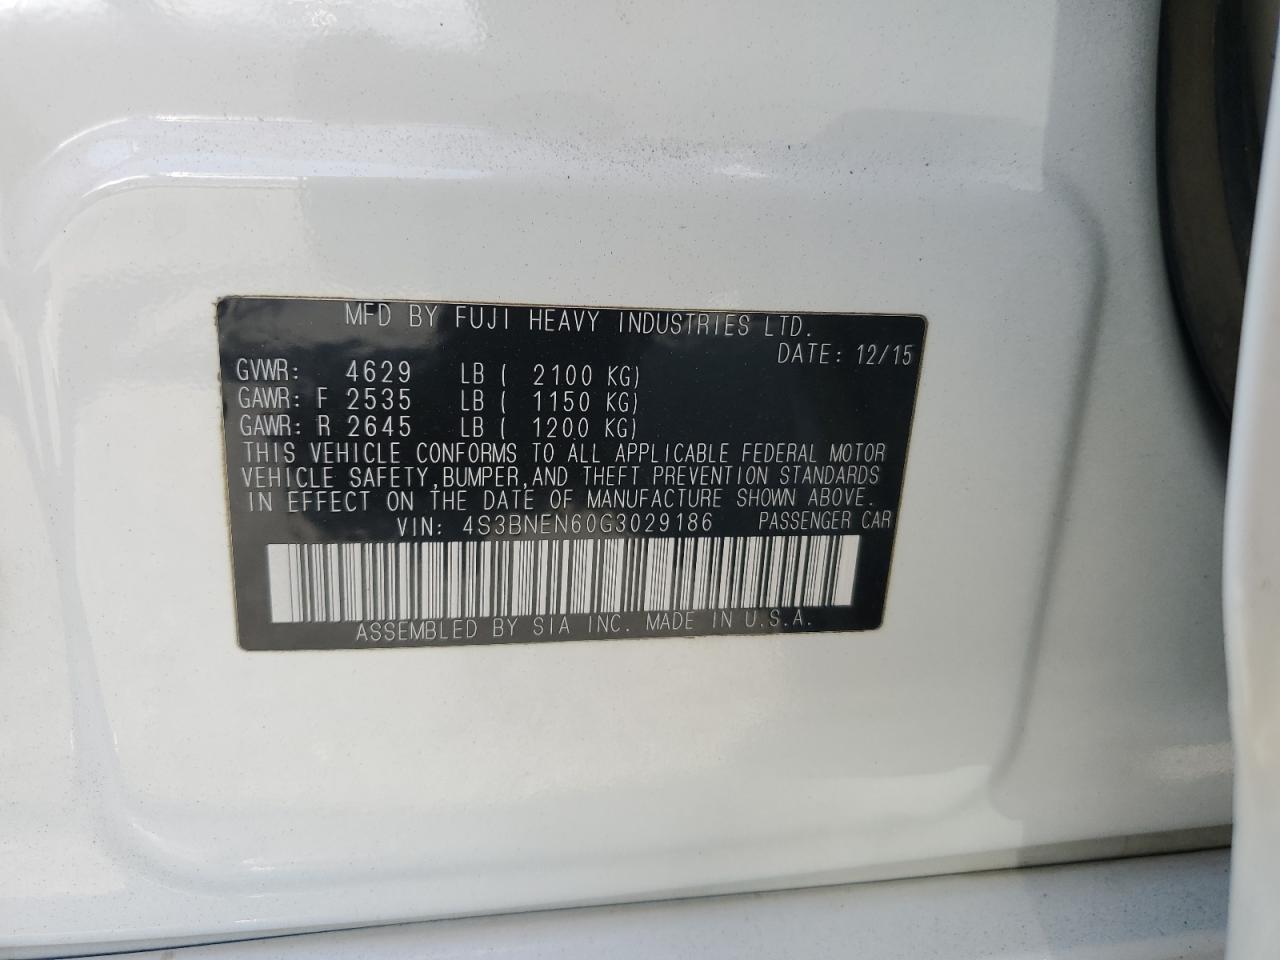 MFD BY FUJI HEAVY INDUSTRIES LTD.
DATE: 12/15
GVWR: 4629 LB ( 2100 KG)
GAWR: F 2535 LB ( 1150 KG)
GAWR: R 2645 LB ( 1200 KG)
THIS VEHICLE CONFORMS TO ALL APPLICABLE FEDERAL MOTOR
VEHICLE SAFETY,BUMPER,AND THEFT PREVENTION STANDARDS
IN EFFECT ON THE DATE OF MANUFACTURE SHOWN ABOVE.
VIN: 4S3BNEN60G3029186 PASSENGER CAR
ASSEMBLED BY SIA INC. MADE IN U.S.A.